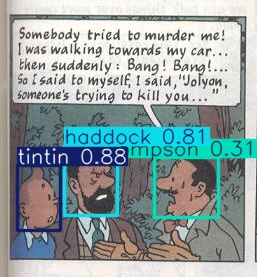 Somebody tried to murder me!
I was walking towards my car...
then suddenly: Bang! Bang!...
So I said to myself, I said, "Jolyon,
someone's trying to kill you..."
haddock 0.81
tintin 0.88 mpson 0.31